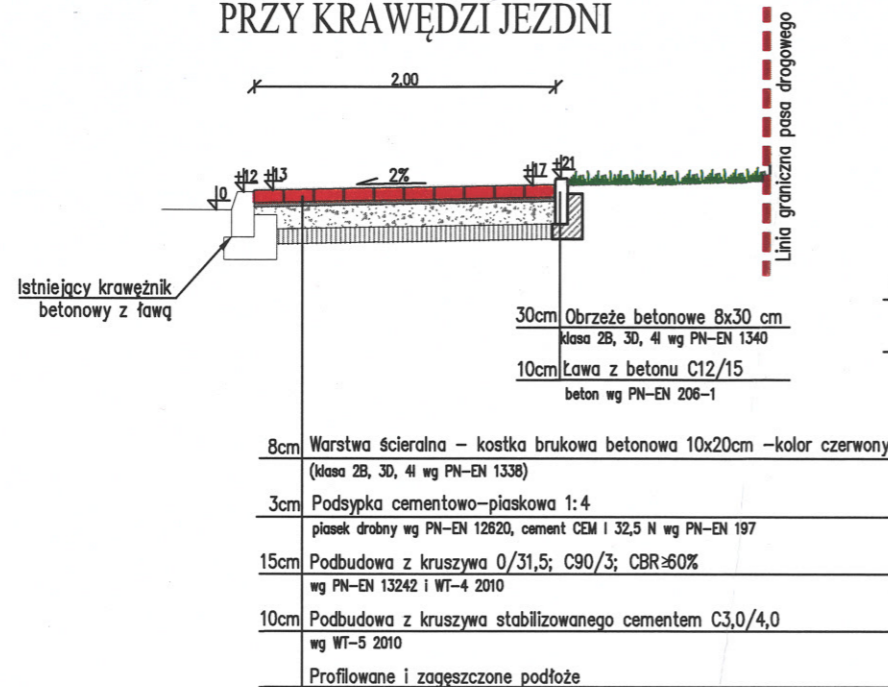 PRZY KRAWĘDZI JEZDNI
2.00
Linia graniczna pasa drogowego
+12 +13
+17
+21
2%
0
Istniejący krawężnik
betonowy z ławą
30cm Obrzeże betonowe 8x30 cm
klasa 2B, 3D, 4I wg PN-EN 1340
10cm Ława z betonu C12/15
beton wg PN-EN 206-1
8cm Warstwa ścieralna – kostka brukowa betonowa 10x20cm –kolor czerwony
(klasa 2B, 3D, 4I wg PN-EN 1338)
3cm Podsypka cementowo-piaskowa 1:4
piasek drobny wg PN-EN 12620, cement CEM I 32,5 N wg PN-EN 197
15cm Podbudowa z kruszywa 0/31,5; C90/3; CBR≥60%
wg PN-EN 13242 i WT-4 2010
10cm Podbudowa z kruszywa stabilizowanego cementem C3,0/4,0
wg WT-5 2010
Profilowane i zagęszczone podłoże